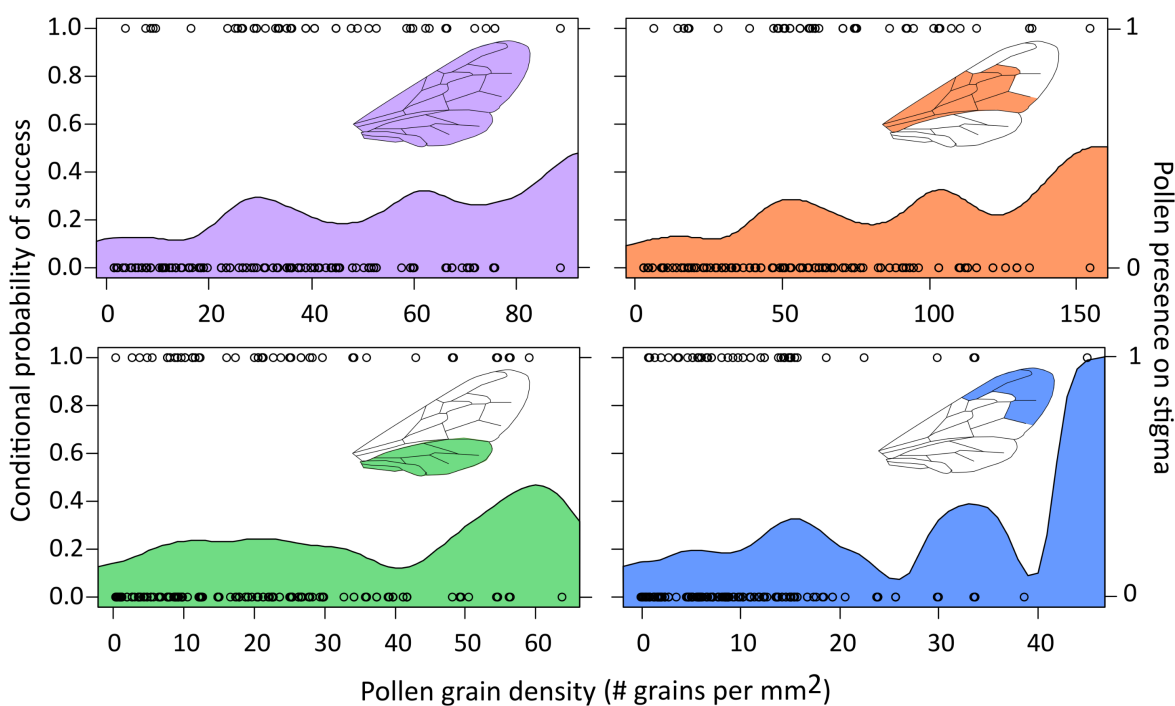 Conditional probability of success
1.0
0.8
0.6
0.4
0.2
0.0
0 20 40 60 80
1
0
0 50 100 150
1.0
0.8
0.6
0.4
0.2
0.0
0 10 20 30 40 50 60
1
0
0 10 20 30 40
Pollen presence on stigma
Pollen grain density (# grains per mm2)